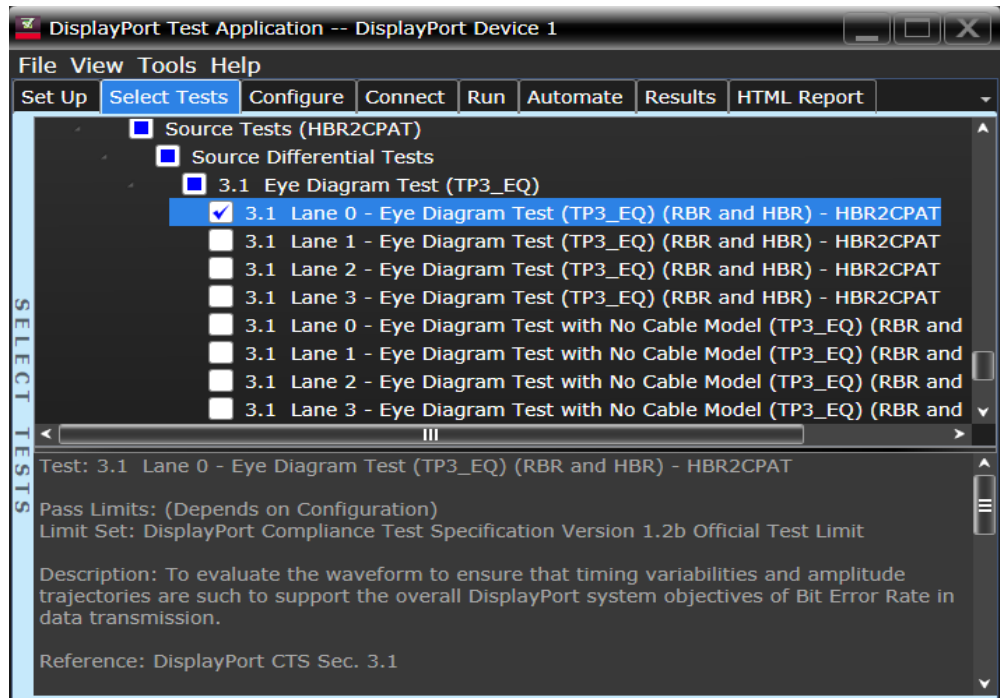 DisplayPort Test Application -- DisplayPort Device 1
File View Tools Help
Set Up Select Tests Configure Connect Run Automate Results HTML Report
Source Tests (HBR2CPAT)
Source Differential Tests
3.1 Eye Diagram Test (TP3_EQ)
3.1 Lane 0 - Eye Diagram Test (TP3_EQ) (RBR and HBR) - HBR2CPAT
3.1 Lane 1 - Eye Diagram Test (TP3_EQ) (RBR and HBR) - HBR2CPAT
3.1 Lane 2 - Eye Diagram Test (TP3_EQ) (RBR and HBR) - HBR2CPAT
3.1 Lane 3 - Eye Diagram Test (TP3_EQ) (RBR and HBR) - HBR2CPAT
3.1 Lane 0 - Eye Diagram Test with No Cable Model (TP3_EQ) (RBR and
3.1 Lane 1 - Eye Diagram Test with No Cable Model (TP3_EQ) (RBR and
3.1 Lane 2 - Eye Diagram Test with No Cable Model (TP3_EQ) (RBR and
3.1 Lane 3 - Eye Diagram Test with No Cable Model (TP3_EQ) (RBR and
SELECT TESTS
Test: 3.1 Lane 0 - Eye Diagram Test (TP3_EQ) (RBR and HBR) - HBR2CPAT
Pass Limits: (Depends on Configuration)
Limit Set: DisplayPort Compliance Test Specification Version 1.2b Official Test Limit
Description: To evaluate the waveform to ensure that timing variabilities and amplitude
trajectories are such to support the overall DisplayPort system objectives of Bit Error Rate in
data transmission.
Reference: DisplayPort CTS Sec. 3.1